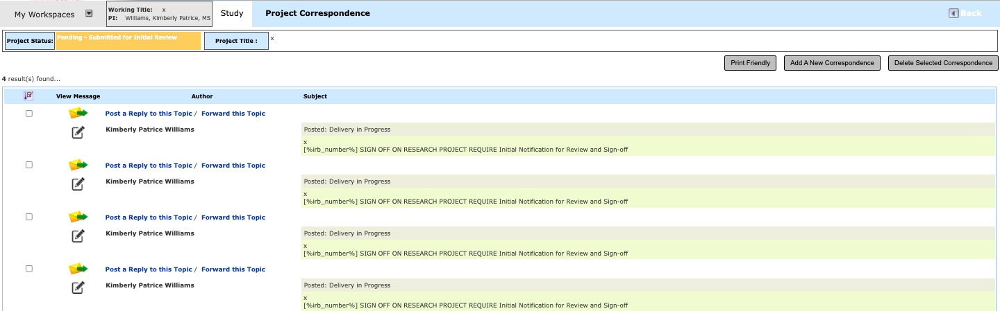 My Workspaces
Working Title: x
PI: Williams, Kimberly Patrice, MS
Study
Project Correspondence
Back
Project Status:
Pending - Submitted for Initial Review
Project Title :
x
Print Friendly
Add A New Correspondence
Delete Selected Correspondence
4 result(s) found...
View Message Author Subject
Post a Reply to this Topic / Forward this Topic
Kimberly Patrice Williams
Posted: Delivery in Progress
x
[%irb_number%] SIGN OFF ON RESEARCH PROJECT REQUIRE Initial Notification for Review and Sign-off
Post a Reply to this Topic / Forward this Topic
Kimberly Patrice Williams
Posted: Delivery in Progress
x
[%irb_number%] SIGN OFF ON RESEARCH PROJECT REQUIRE Initial Notification for Review and Sign-off
Post a Reply to this Topic / Forward this Topic
Kimberly Patrice Williams
Posted: Delivery in Progress
x
[%irb_number%] SIGN OFF ON RESEARCH PROJECT REQUIRE Initial Notification for Review and Sign-off
Post a Reply to this Topic / Forward this Topic
Kimberly Patrice Williams
Posted: Delivery in Progress
x
[%irb_number%] SIGN OFF ON RESEARCH PROJECT REQUIRE Initial Notification for Review and Sign-off